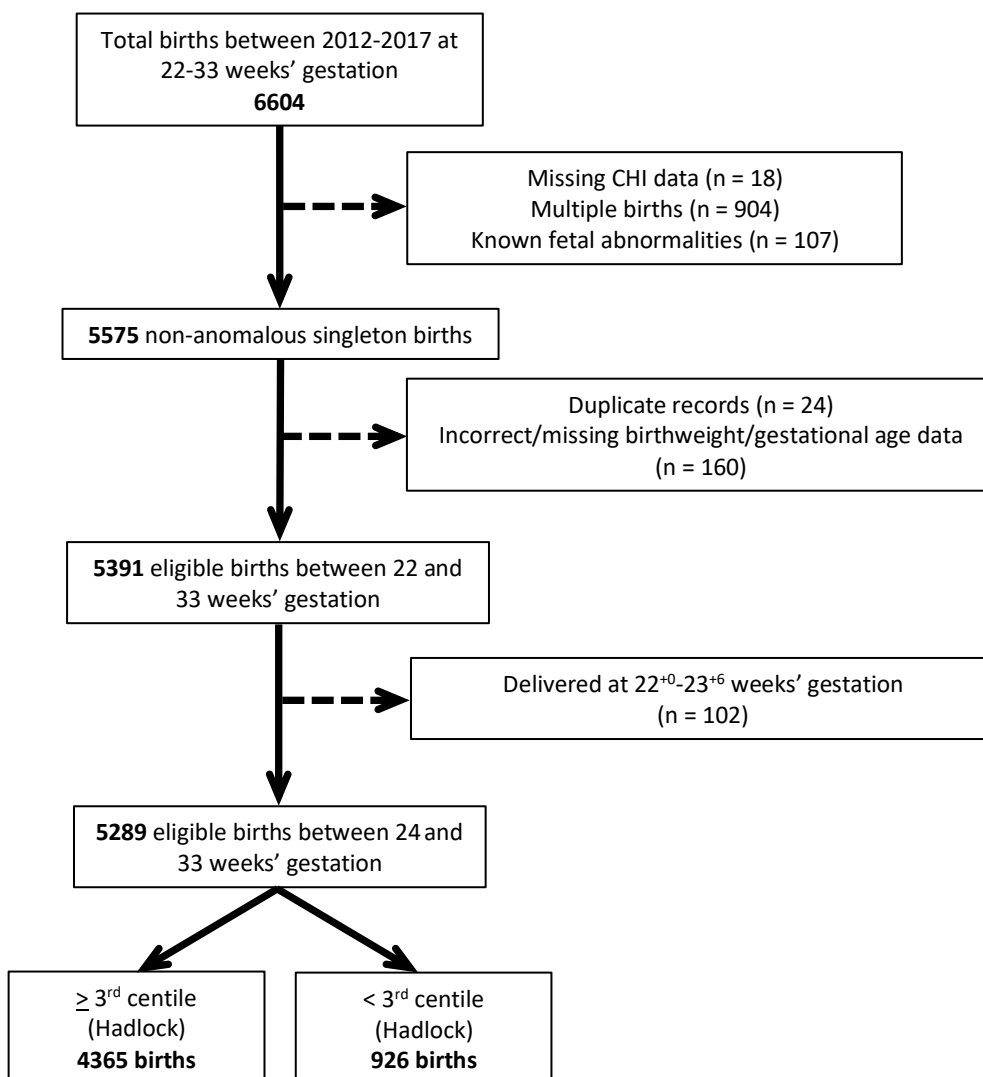 Total births between 2012-2017 at
22-33 weeks’ gestation
6604
Missing CHI data (n = 18)
Multiple births (n = 904)
Known fetal abnormalities (n = 107)
5575 non-anomalous singleton births
Duplicate records (n = 24)
Incorrect/missing birthweight/gestational age data
(n = 160)
5391 eligible births between 22 and
33 weeks’ gestation
Delivered at 22⁺⁰-23⁺⁶ weeks’ gestation
(n = 102)
5289 eligible births between 24 and
33 weeks’ gestation
≥ 3ʳᵈ centile
(Hadlock)
4365 births
< 3ʳᵈ centile
(Hadlock)
926 births